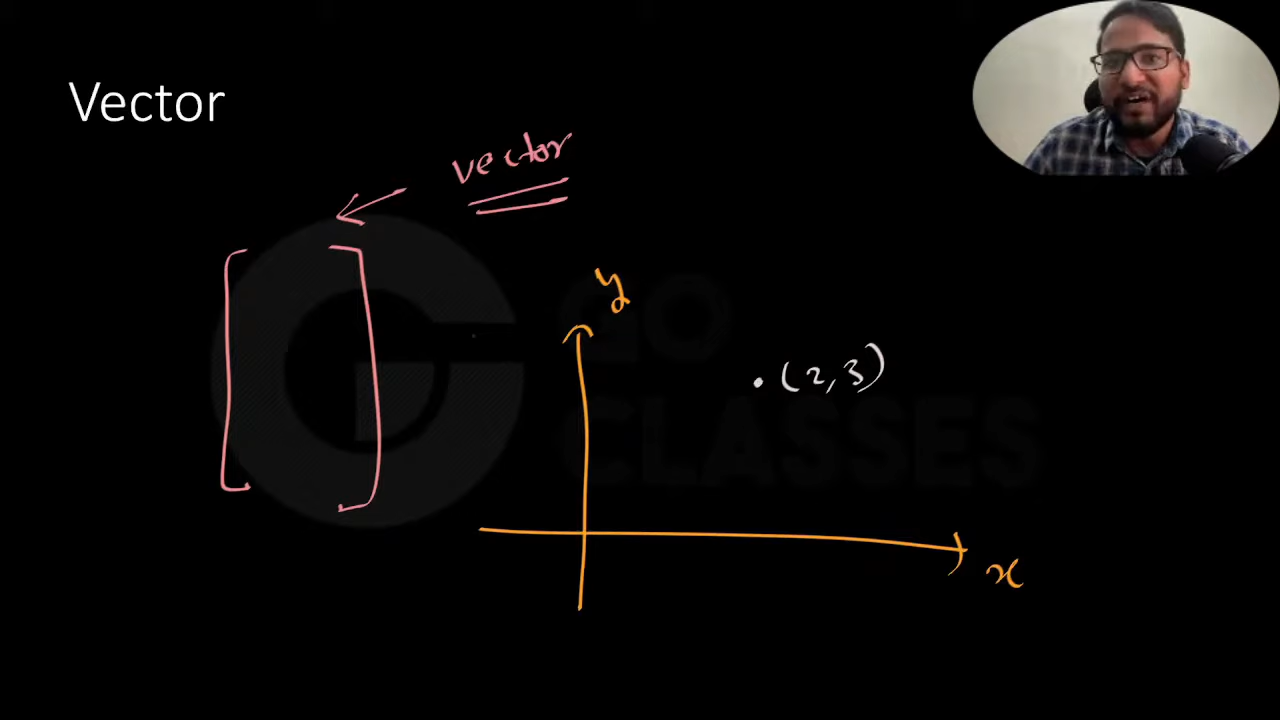 Vector
vector
y
GO
CLASSES
(2, 3)
x